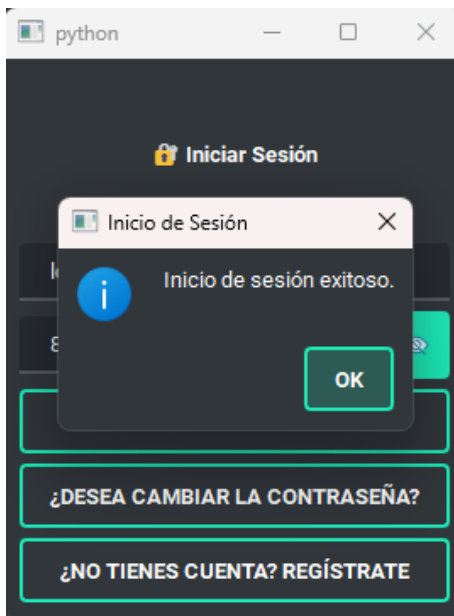 python
🔐 Iniciar Sesión
Inicio de Sesión
Inicio de sesión exitoso.
OK
¿DESEA CAMBIAR LA CONTRASEÑA?
¿NO TIENES CUENTA? REGÍSTRATE